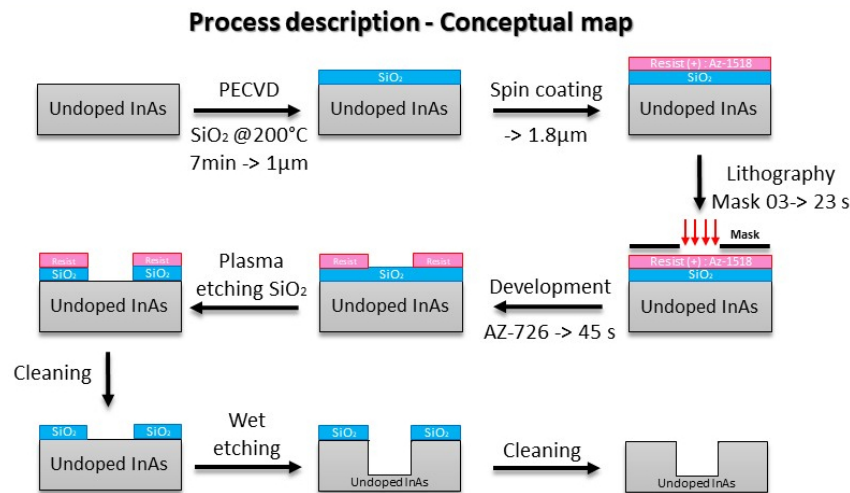 Process description - Conceptual map
Undoped InAs
PECVD
SiO₂ @200°C
7min -> 1µm
SiO₂
Undoped InAs
Spin coating
-> 1.8µm
Resist (+) : Az-1518
SiO₂
Undoped InAs
Lithography
Mask 03-> 23 s
Mask
Resist (+) : Az-1518
SiO₂
Undoped InAs
Development
AZ-726 -> 45 s
Resist
Resist
SiO₂
Undoped InAs
Plasma
etching SiO₂
Resist
Resist
SiO₂
SiO₂
Undoped InAs
Cleaning
SiO₂
SiO₂
Undoped InAs
Wet
etching
SiO₂
SiO₂
Undoped InAs
Cleaning
Undoped InAs